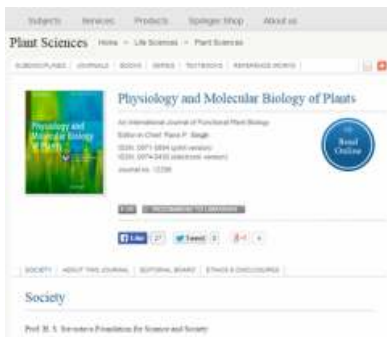 Subjects Services Products Springer Shop About us
Plant Sciences Home > Life Sciences > Plant Sciences
SUBDISCIPLINES JOURNALS BOOKS SERIES TEXTBOOKS REFERENCE WORKS
Physiology and Molecular Biology of Plants
Physiology and
Molecular Biology
of Plants
An International Journal of Functional Plant Biology
Editor-in-Chief: Rana P. Singh
ISSN: 0971-5894 (print version)
ISSN: 0974-0430 (electronic version)
Journal no. 12298
Read
Online
RECOMMEND TO LIBRARIAN
Like 27 Tweet 0 g+1 4
SOCIETY ABOUT THIS JOURNAL EDITORIAL BOARD ETHICS & DISCLOSURES
Society
Prof. H. S. Srivastava Foundation for Science and Society